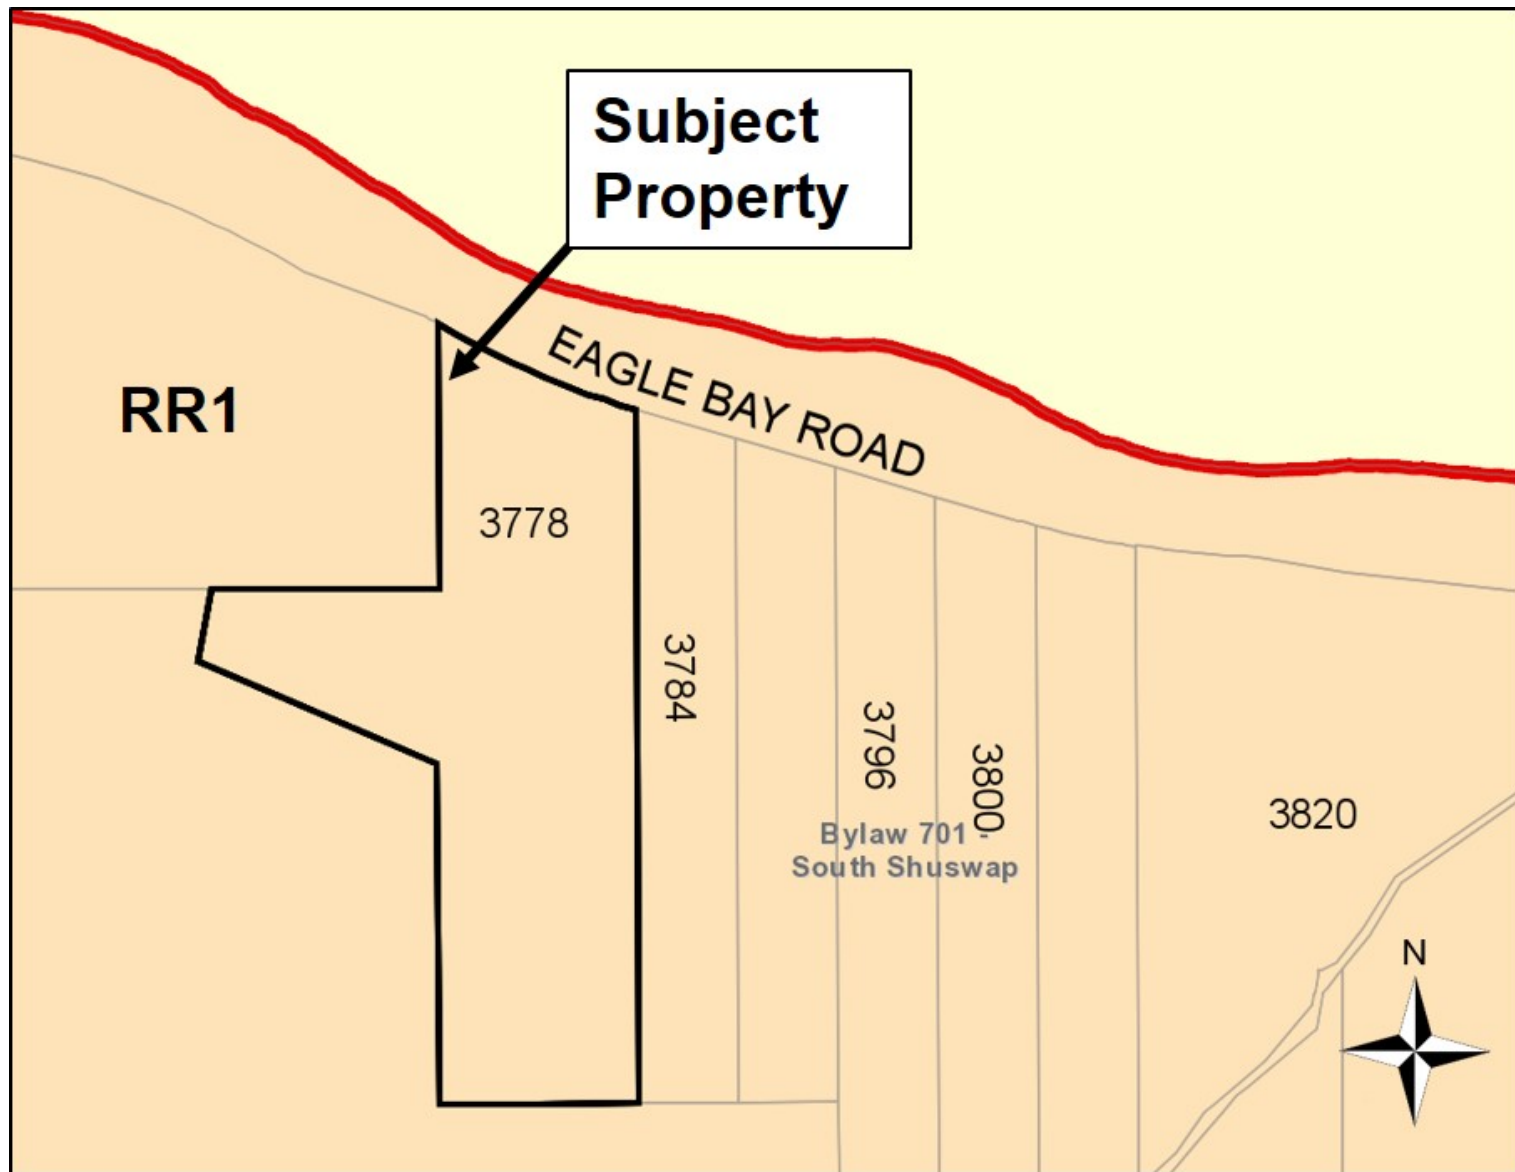 Subject
Property
EAGLE BAY ROAD
RR1
3778
3784
3796
3800
3820
Bylaw 701 -
South Shuswap
N